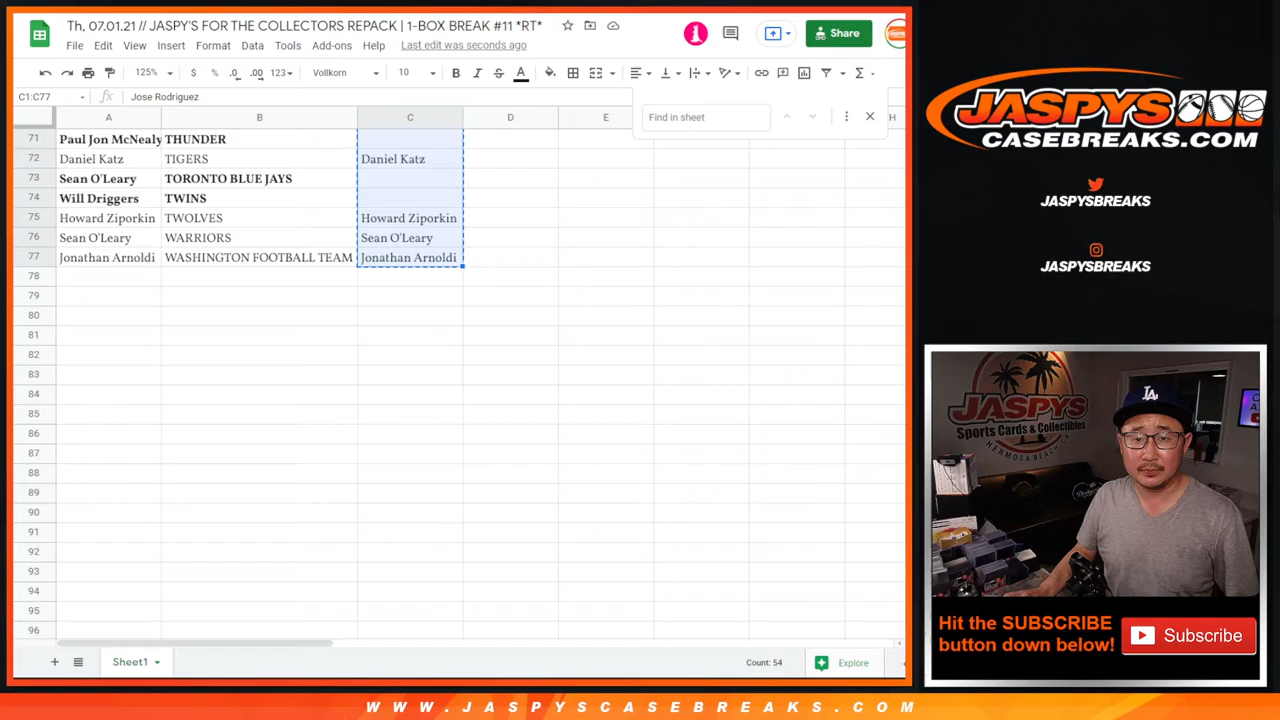 Th, 07.01.21 // JASPY'S FOR THE COLLECTORS REPACK | 1-BOX BREAK #11 *RT*
File Edit View Insert Format Data Tools Add-ons Help Last edit was seconds ago
Share
125% $ % .0 .00 123 Vollkorn 10 B I S A
C1:C77 fx Jose Rodriguez
Find in sheet
A B C D E H
71 Paul Jon McNealy THUNDER
72 Daniel Katz TIGERS Daniel Katz
73 Sean O'Leary TORONTO BLUE JAYS
74 Will Driggers TWINS
75 Howard Ziporkin TWOLVES Howard Ziporkin
76 Sean O'Leary WARRIORS Sean O'Leary
77 Jonathan Arnoldi WASHINGTON FOOTBALL TEAM Jonathan Arnoldi
78
79
80
81
82
83
84
85
86
87
88
89
90
91
92
93
94
95
96
Sheet1 Count: 54 Explore
JASPYS
CASEBREAKS.COM
JASPYSBREAKS
JASPYSBREAKS
JASPYS
Sports Cards & Collectibles
HERMOSA BEACH, CA
LA
Hit the SUBSCRIBE
button down below!
Subscribe
WWW.JASPYSCASEBREAKS.COM